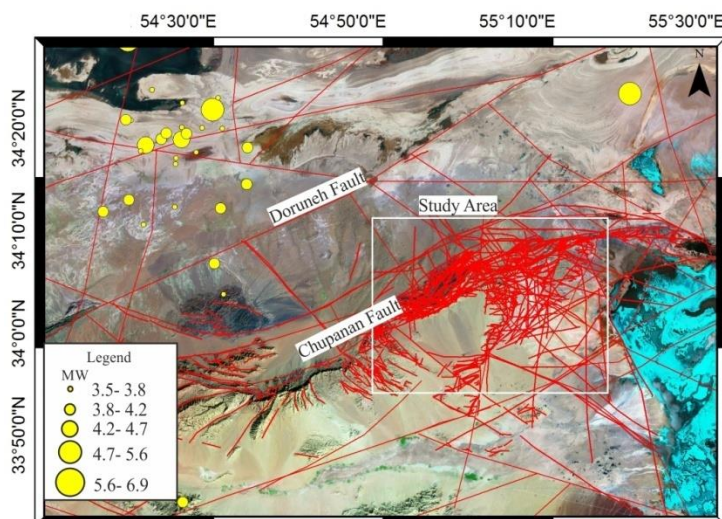 54°30'0"E 54°50'0"E 55°10'0"E 55°30'0"E
N
34°20'0"N
34°10'0"N
34°0'0"N
33°50'0"N
Doruneh Fault
Study Area
Chupanan Fault
Legend
MW
3.5- 3.8
3.8- 4.2
4.2- 4.7
4.7- 5.6
5.6- 6.9